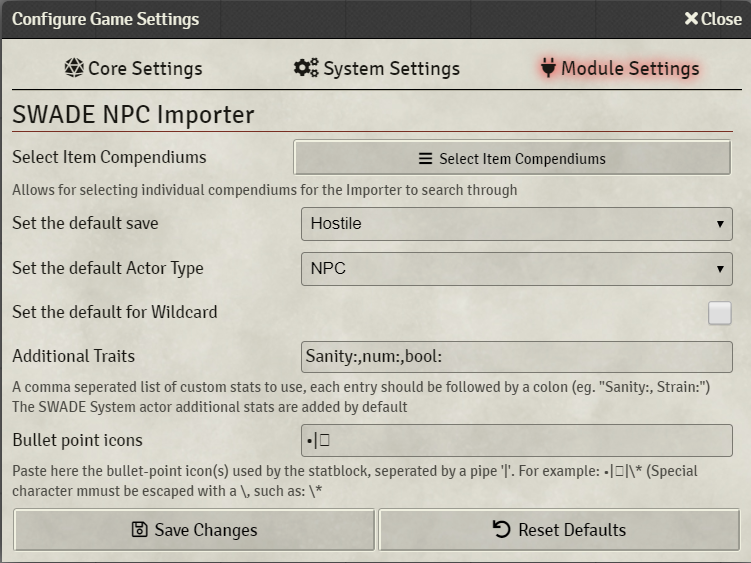 Configure Game Settings
Close
Core Settings
System Settings
Module Settings
SWADE NPC Importer
Select Item Compendiums
Select Item Compendiums
Allows for selecting individual compendiums for the Importer to search through
Set the default save
Hostile
Set the default Actor Type
NPC
Set the default for Wildcard
Additional Traits
Sanity:,num:,bool:
A comma seperated list of custom stats to use, each entry should be followed by a colon (eg. "Sanity:, Strain:")
The SWADE System actor additional stats are added by default
Bullet point icons
•|▯
Paste here the bullet-point icon(s) used by the statblock, seperated by a pipe '|'. For example: •|▯|\* (Special
character mmust be escaped with a \, such as: \*
Save Changes
Reset Defaults